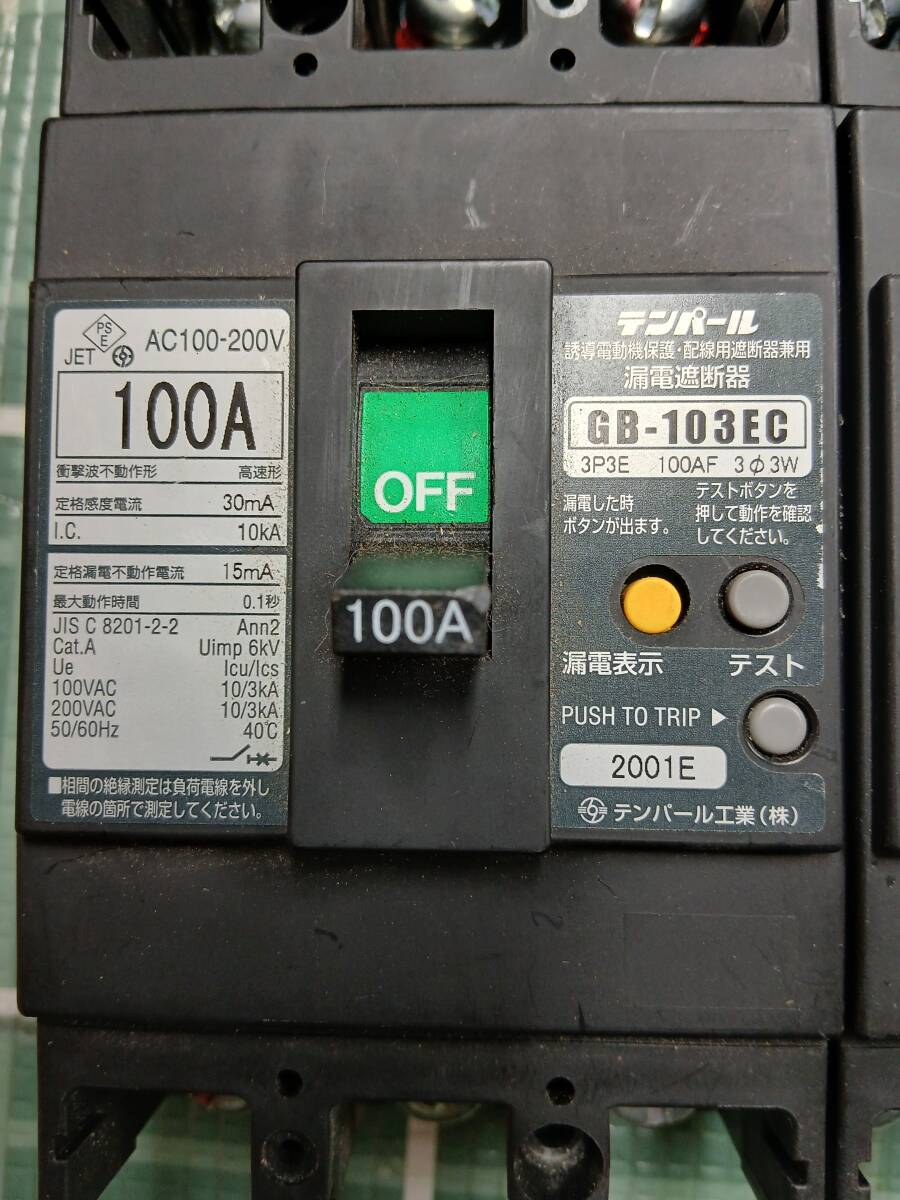 PS
E
JET
AC100-200V
100A
衝撃波不動作形 高速形
定格感度電流 30mA
I.C. 10kA
定格漏電不動作電流 15mA
最大動作時間 0.1秒
JIS C 8201-2-2 Ann2
Cat.A Uimp 6kV
Ue Icu/Ics
100VAC 10/3kA
200VAC 10/3kA
50/60Hz 40℃
■相間の絶縁測定は負荷電線を外し
電線の箇所で測定してください。
OFF
100A
テンパール
誘導電動機保護・配線用遮断器兼用
漏電遮断器
GB-103EC
3P3E 100AF 3φ3W
漏電した時
ボタンが出ます。
テストボタンを
押して動作を確認
してください。
漏電表示 テスト
PUSH TO TRIP ▶
2001E
テンパール工業(株)